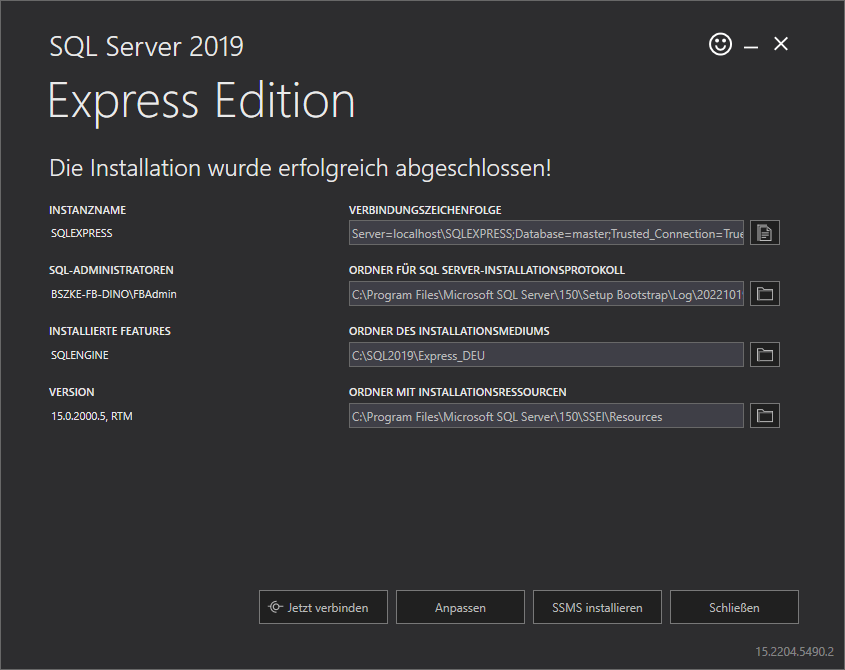 SQL Server 2019
Express Edition
Die Installation wurde erfolgreich abgeschlossen!
INSTANZNAME
SQLEXPRESS
VERBINDUNGSZEICHENFOLGE
Server=localhost\SQLEXPRESS;Database=master;Trusted_Connection=True
SQL-ADMINISTRATOREN
BSZKE-FB-DINO\FBAdmin
ORDNER FÜR SQL SERVER-INSTALLATIONSPROTOKOLL
C:\Program Files\Microsoft SQL Server\150\Setup Bootstrap\Log\2022101
INSTALLIERTE FEATURES
SQLENGINE
ORDNER DES INSTALLATIONSMEDIUMS
C:\SQL2019\Express_DEU
VERSION
15.0.2000.5, RTM
ORDNER MIT INSTALLATIONSRESSOURCEN
C:\Program Files\Microsoft SQL Server\150\SSEI\Resources
Jetzt verbinden
Anpassen
SSMS installieren
Schließen
15.2204.5490.2